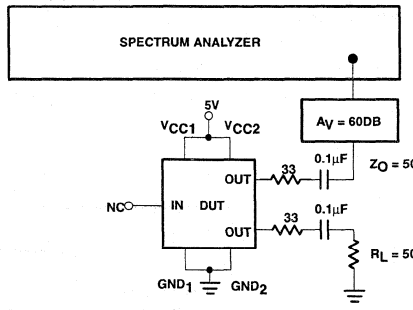 SPECTRUM ANALYZER
5V
VCC1 VCC2
AV = 60DB
0.1µF
ZO = 50
33
OUT
NC IN DUT
0.1µF
33
OUT
RL = 50
GND1 GND2